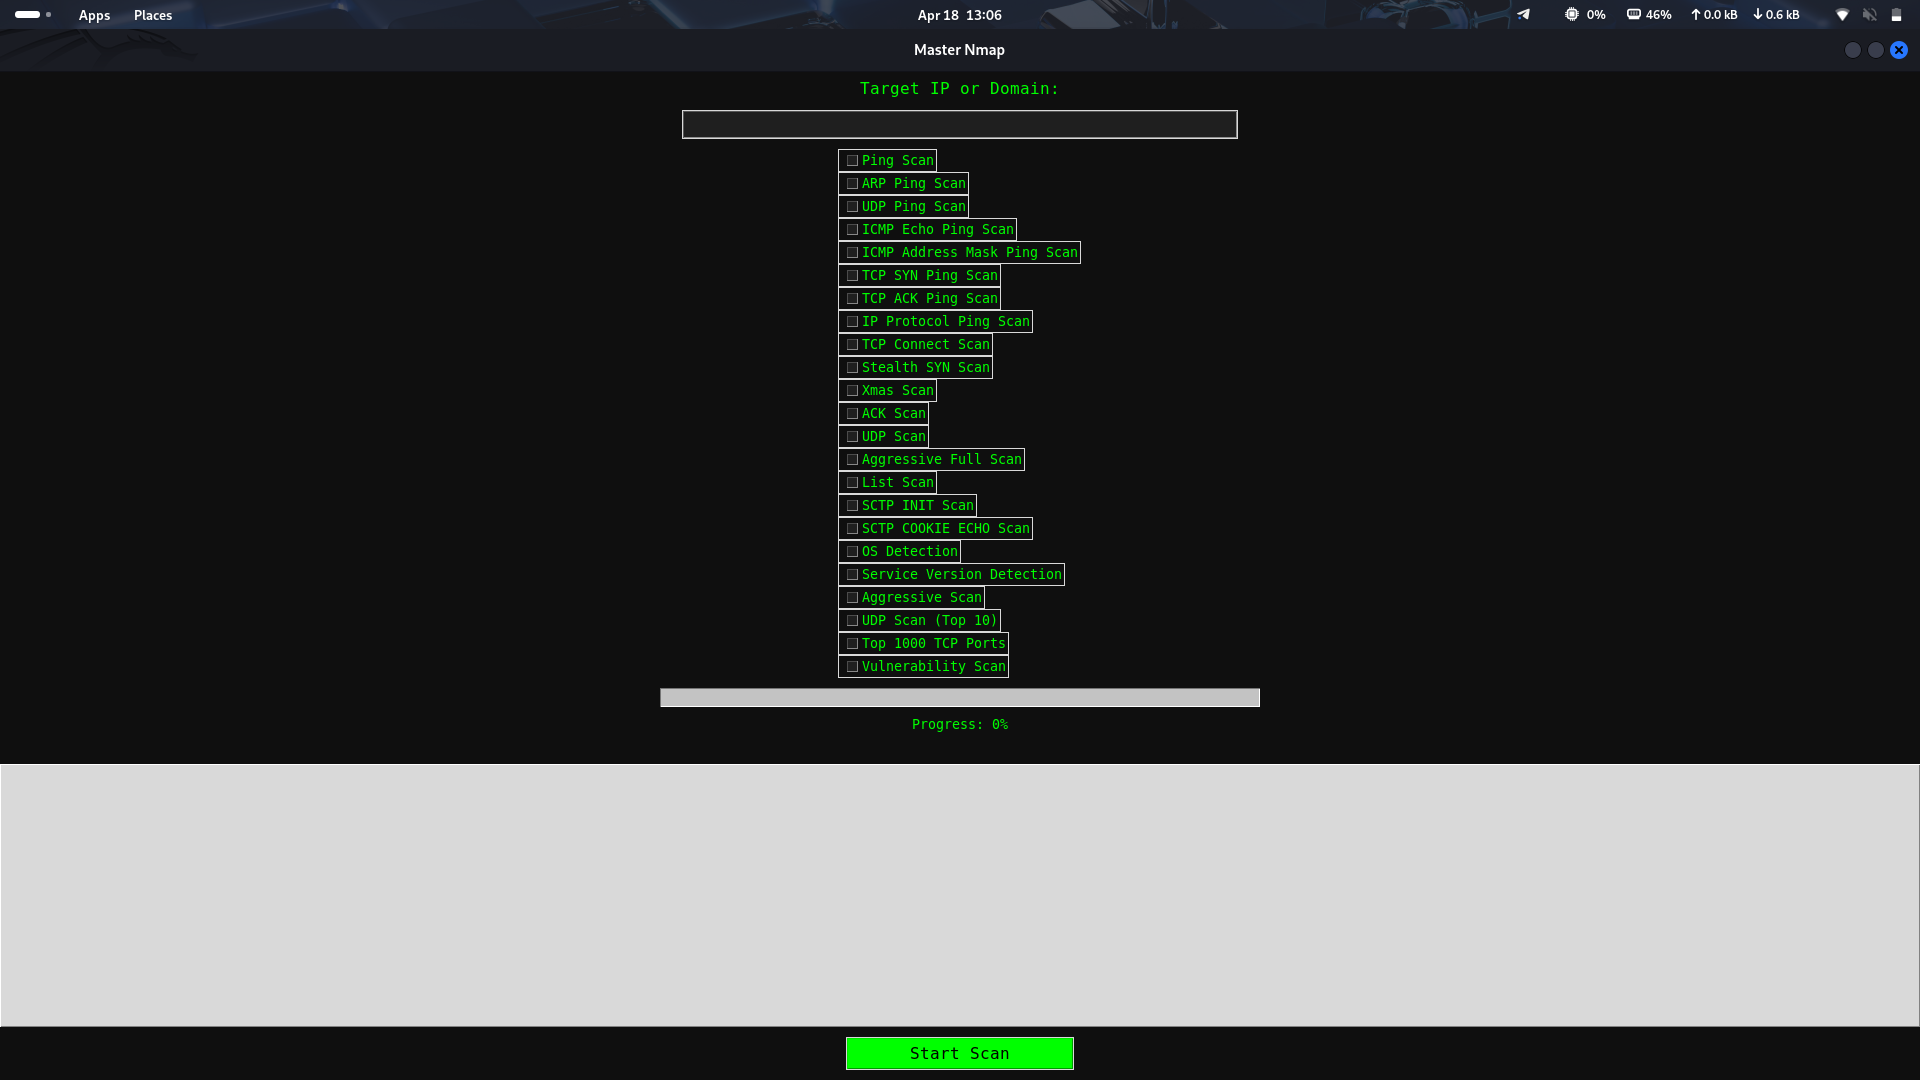 Apps Places Apr 18 13:06 0% 46% 0.0 kB 0.6 kB
Master Nmap
Target IP or Domain:
Ping Scan
ARP Ping Scan
UDP Ping Scan
ICMP Echo Ping Scan
ICMP Address Mask Ping Scan
TCP SYN Ping Scan
TCP ACK Ping Scan
IP Protocol Ping Scan
TCP Connect Scan
Stealth SYN Scan
Xmas Scan
ACK Scan
UDP Scan
Aggressive Full Scan
List Scan
SCTP INIT Scan
SCTP COOKIE ECHO Scan
OS Detection
Service Version Detection
Aggressive Scan
UDP Scan (Top 10)
Top 1000 TCP Ports
Vulnerability Scan
Progress: 0%
Start Scan